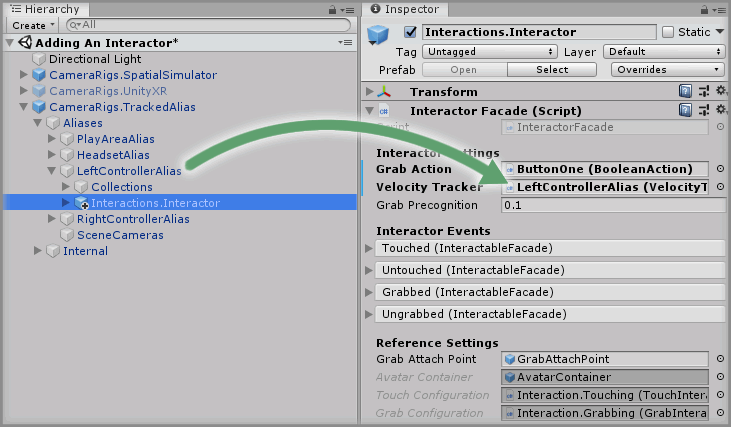 Hierarchy
Create
All
Adding An Interactor*
Directional Light
CameraRigs.SpatialSimulator
CameraRigs.UnityXR
CameraRigs.TrackedAlias
Aliases
PlayAreaAlias
HeadsetAlias
LeftControllerAlias
Collections
Interactions.Interactor
RightControllerAlias
SceneCameras
Internal
Inspector
Interactions.Interactor Static
Tag Untagged Layer Default
Prefab Open Select Overrides
Transform
Interactor Facade (Script)
Script InteractorFacade
Interactor Settings
Grab Action ButtonOne (BooleanAction)
Velocity Tracker LeftControllerAlias (VelocityT
Grab Precognition 0.1
Interactor Events
Touched (InteractableFacade)
Untouched (InteractableFacade)
Grabbed (InteractableFacade)
Ungrabbed (InteractableFacade)
Reference Settings
Grab Attach Point GrabAttachPoint
Avatar Container AvatarContainer
Touch Configuration Interaction.Touching (TouchInter
Grab Configuration Interaction.Grabbing (GrabIntera